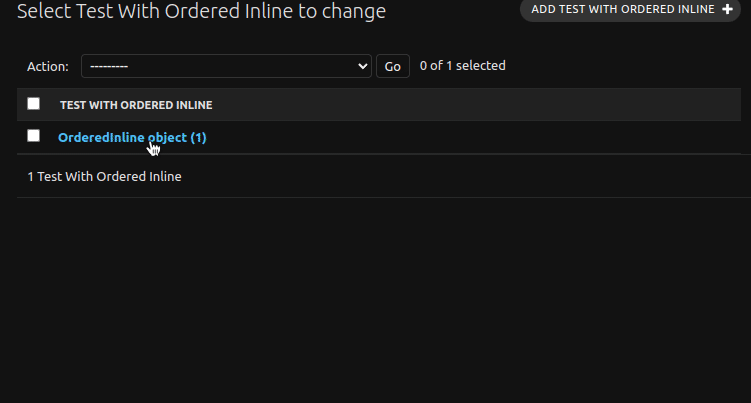 Select Test With Ordered Inline to change
ADD TEST WITH ORDERED INLINE +
Action: --------- Go 0 of 1 selected
TEST WITH ORDERED INLINE
OrderedInline object (1)
1 Test With Ordered Inline